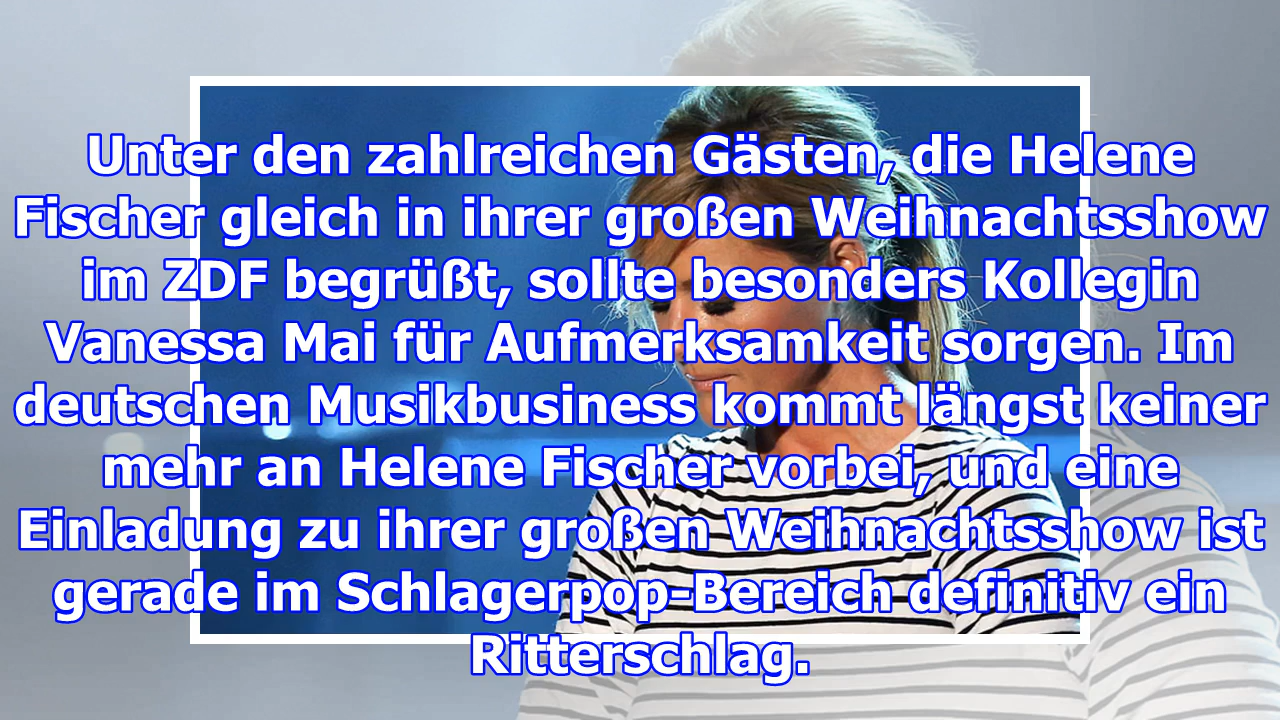 Unter den zahlreichen Gästen, die Helene
Fischer gleich in ihrer großen Weihnachtsshow
im ZDF begrüßt, sollte besonders Kollegin
Vanessa Mai für Aufmerksamkeit sorgen. Im
deutschen Musikbusiness kommt längst keiner
mehr an Helene Fischer vorbei, und eine
Einladung zu ihrer großen Weihnachtsshow ist
gerade im Schlagerpop-Bereich definitiv ein
Ritterschlag.